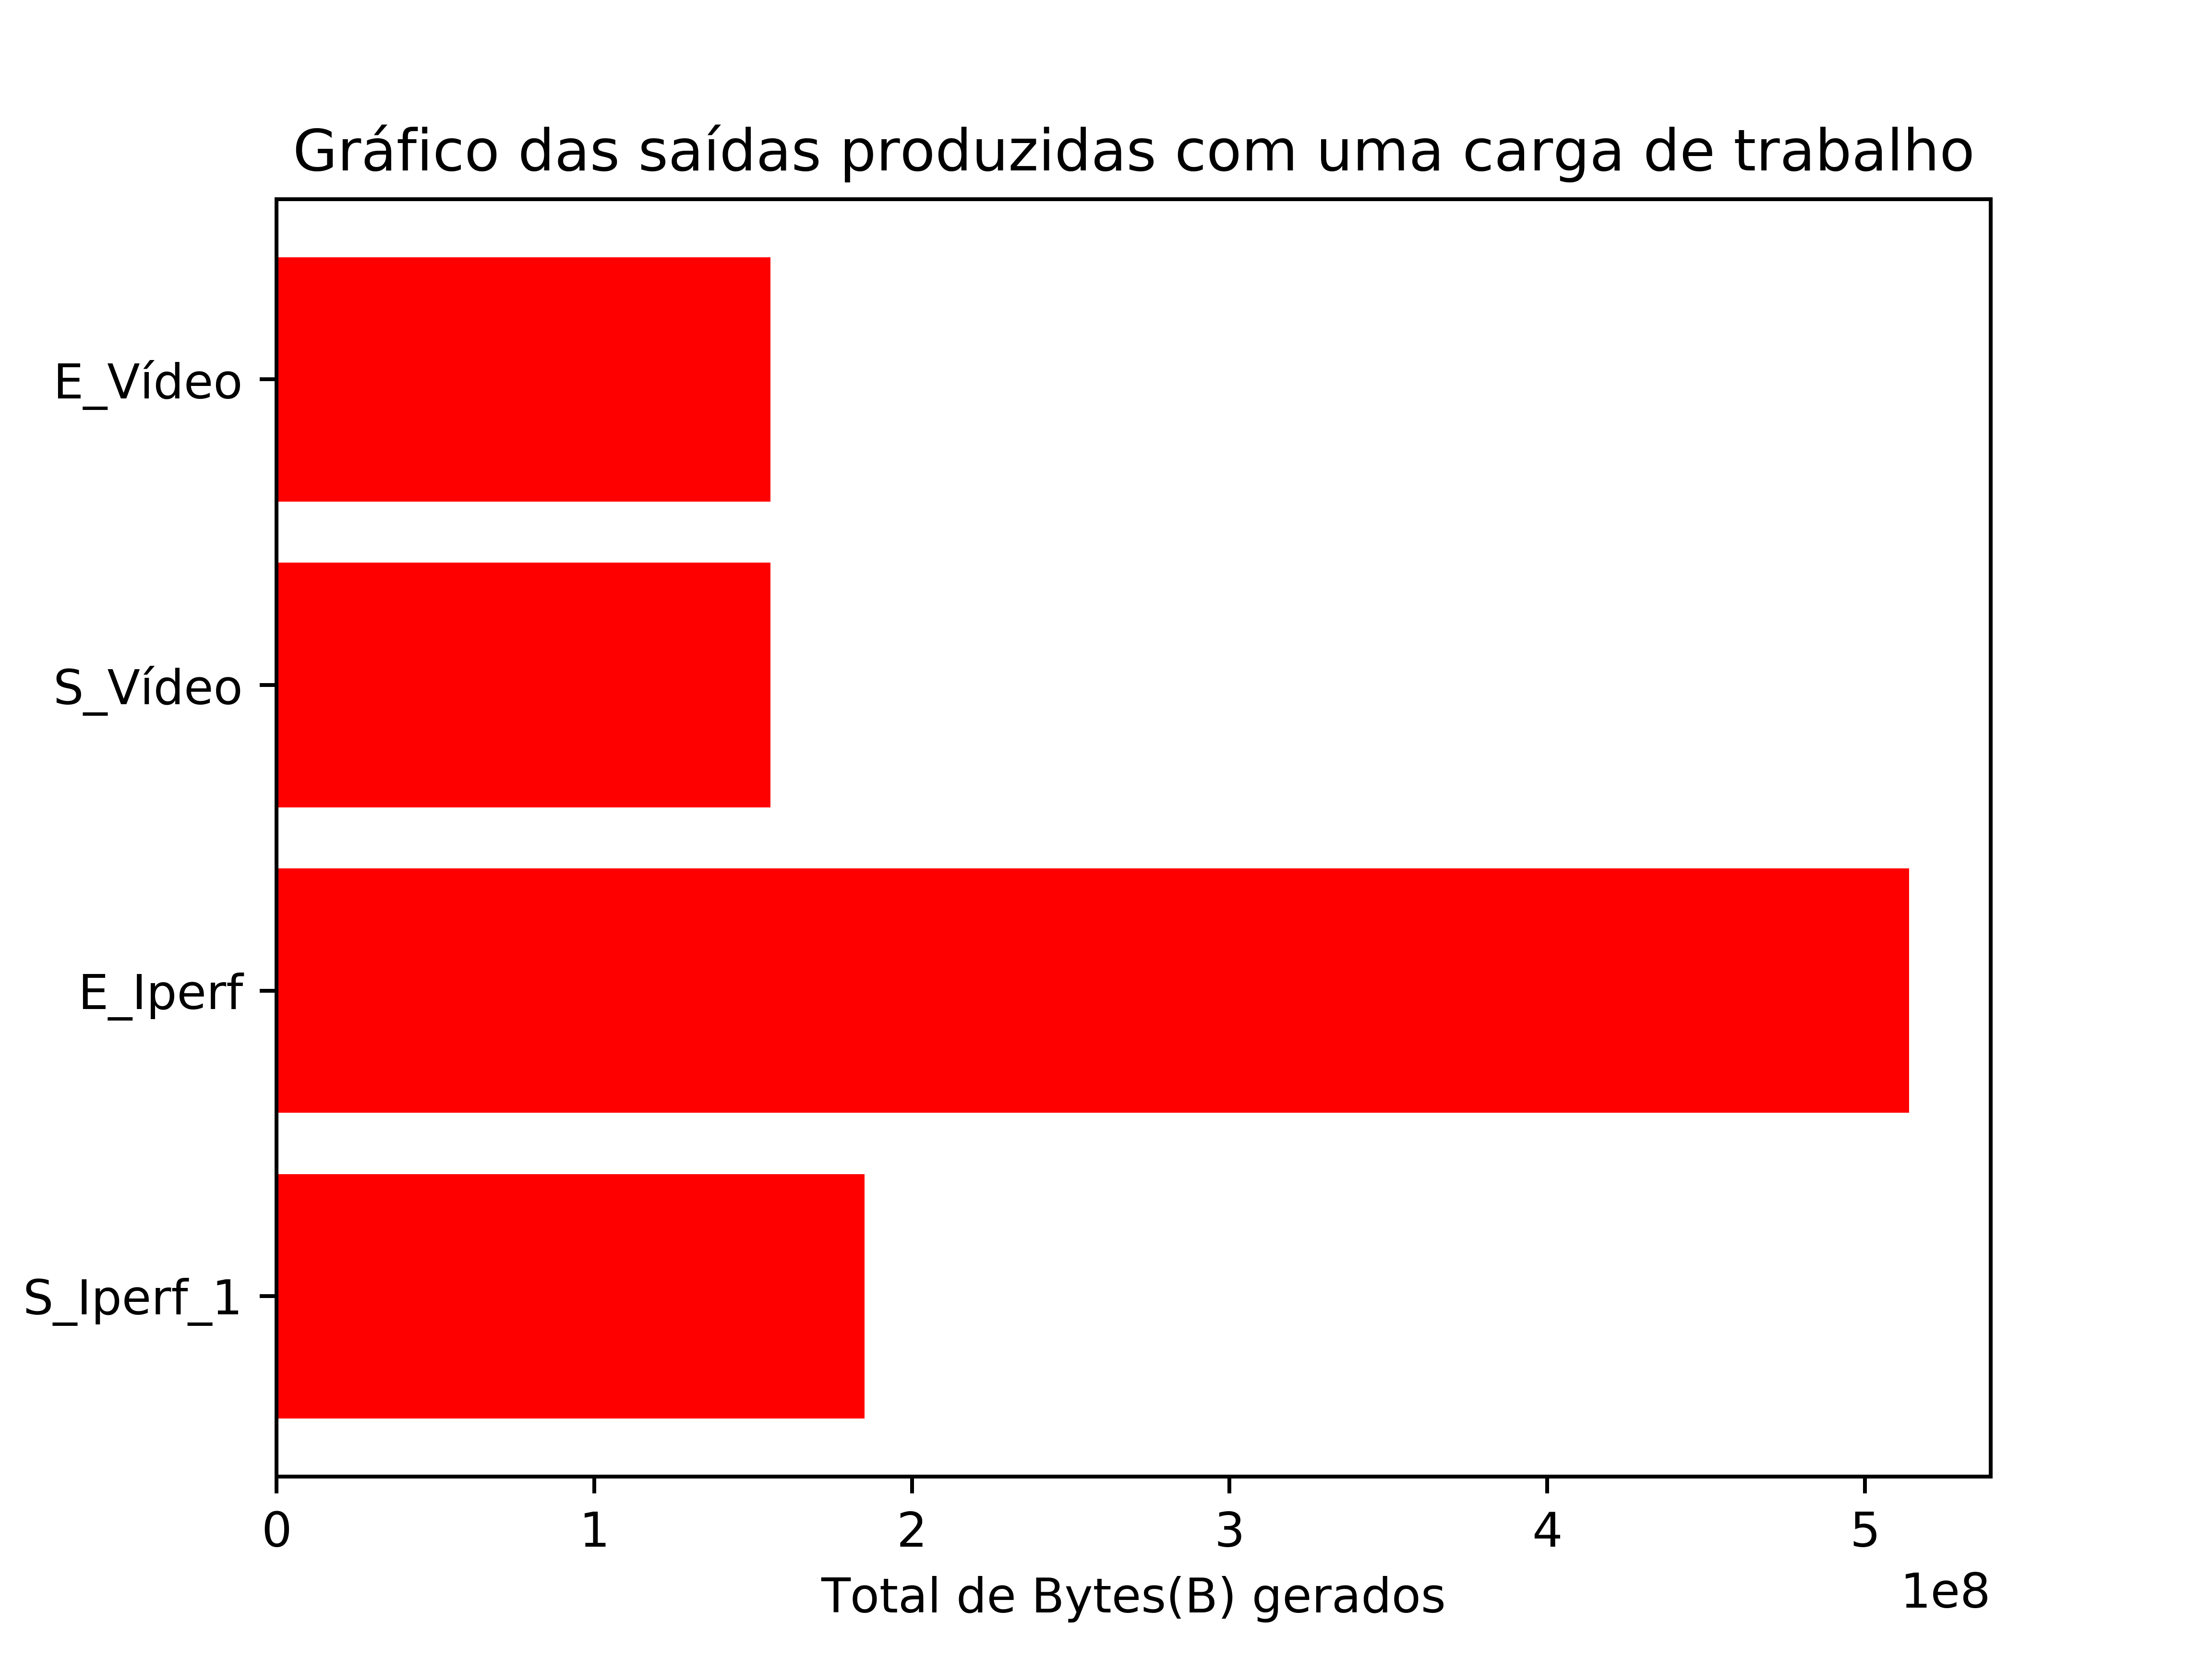 Gráfico das saídas produzidas com uma carga de trabalho
E_Vídeo
S_Vídeo
E_Iperf
S_Iperf_1
0 1 2 3 4 5
Total de Bytes(B) gerados
1e8